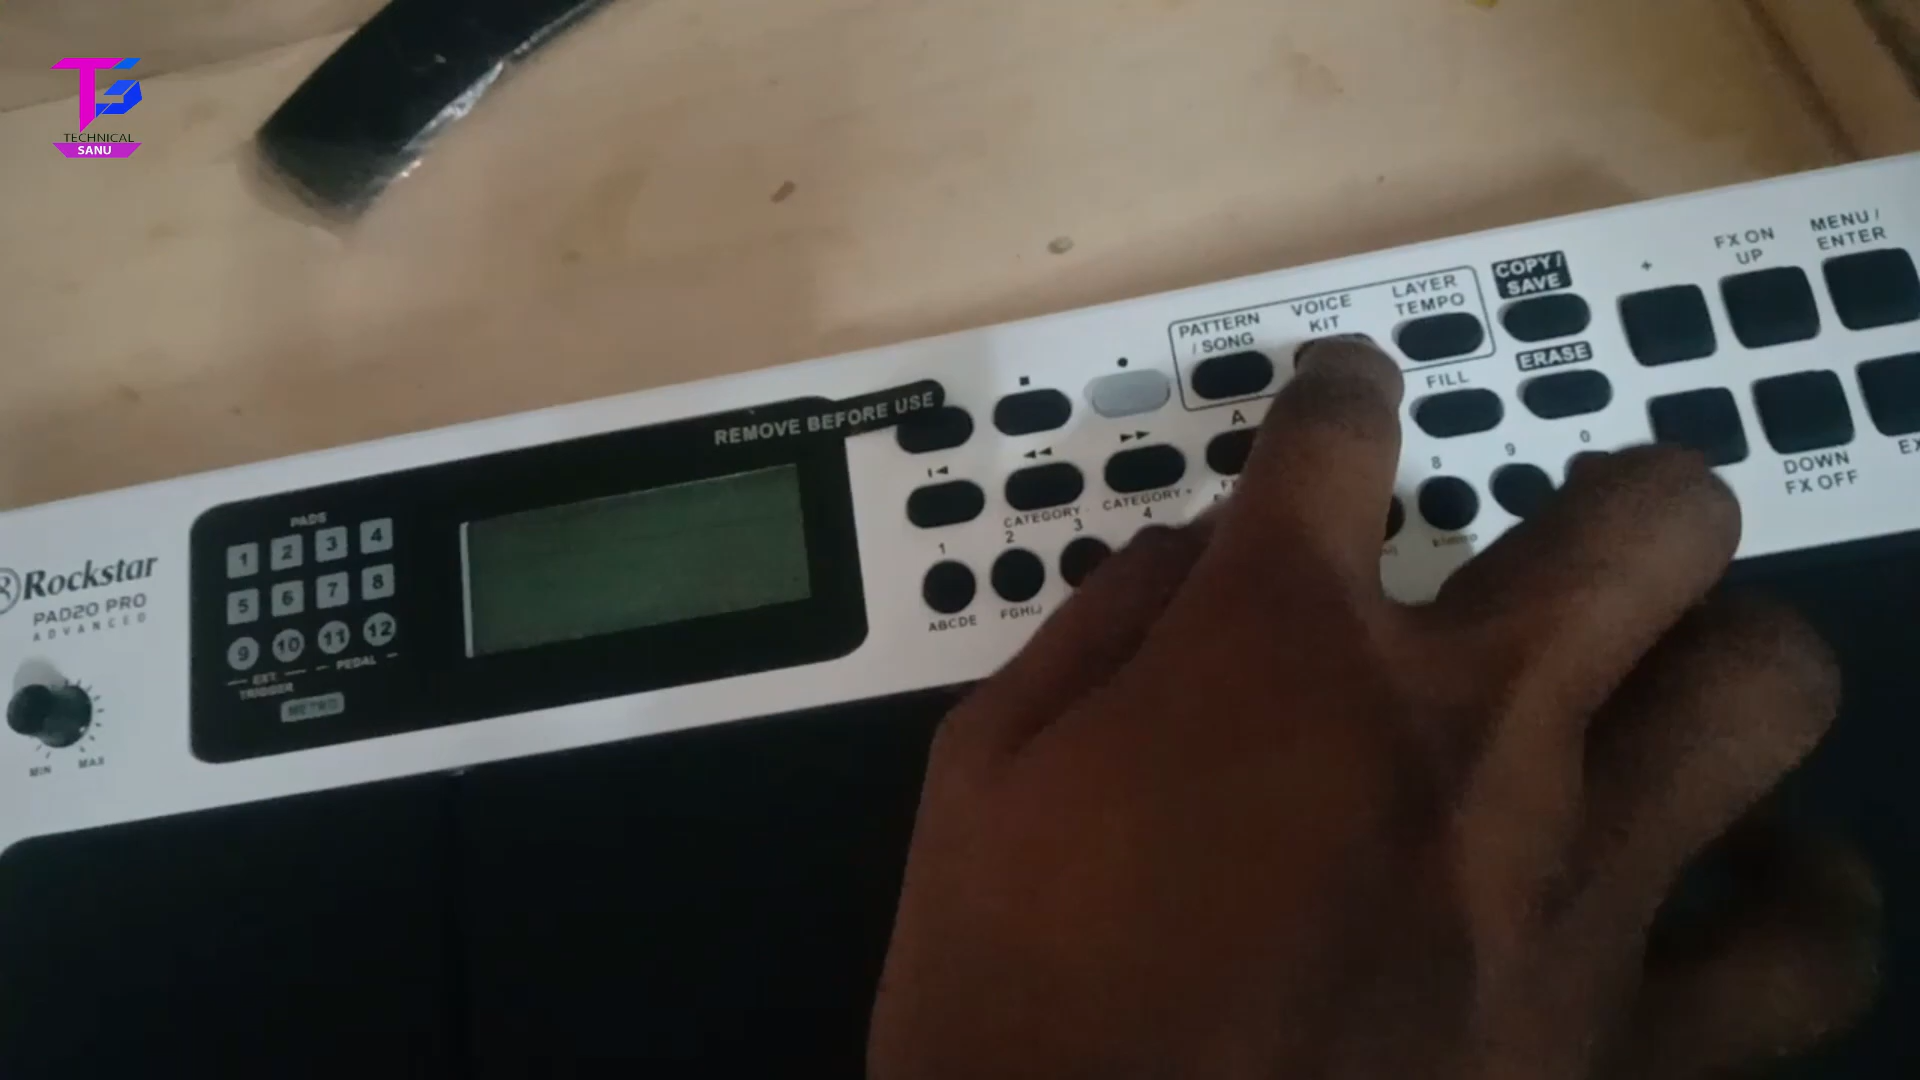 TECHNICAL
SANU
Rockstar
PAD20 PRO
ADVANCED
MIN MAX
PADS
1 2 3 4
5 6 7 8
9 10 11 12
EXT. PEDAL
TRIGGER
METRO
REMOVE BEFORE USE
PATTERN
/ SONG
VOICE
KIT
LAYER
TEMPO
COPY /
SAVE
ERASE
FILL
A
CATEGORY - CATEGORY +
1 2 3 4
8 9 0
ABCDE FGHIJ
+
FX ON
UP
MENU /
ENTER
DOWN
FX OFF